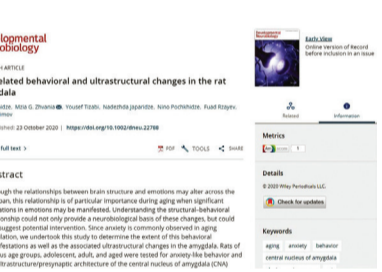 lopmental
obiology
ARTICLE
elated behavioral and ultrastructural changes in the rat
dala
idze, Mzia G. Zhvania, Yousef Tizabi, Nadezhda Japaridze, Nino Pochkhidze, Fuad Rzayev,
imov
ished: 23 October 2020 | https://doi.org/10.1002/dneu.22788
full text >
PDF TOOLS SHARE
stract
ough the relationships between brain structure and emotions may alter across the
pan, this relationship is of particular importance during aging when significant
ations in emotions may be manifested. Understanding the structural–behavioral
onship could not only provide a neurobiological basis of these changes, but could
suggest potential intervention. Since anxiety is commonly observed in aging
lation, we undertook this study to determine the extent of behavioral
festations as well as the associated ultrastructural changes in the amygdala. Rats of
us age groups, adolescent, adult, and aged were tested for anxiety-like behavior and
ltrastructure/presynaptic architecture of the central nucleus of amygdala (CNA)
Early View
Online Version of Record
before inclusion in an issue
Related
Information
Metrics
Details
© 2020 Wiley Periodicals LLC.
Check for updates
Keywords
aging anxiety behavior
central nucleus of amygdala